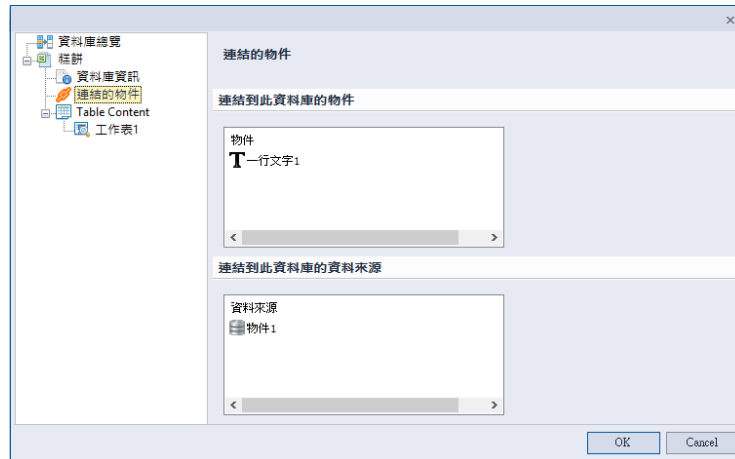 資料庫總覽
糕餅
資料庫資訊
連結的物件
Table Content
工作表1
連結的物件
連結到此資料庫的物件
物件
T一行文字1
連結到此資料庫的資料來源
資料來源
物件1
OK
Cancel